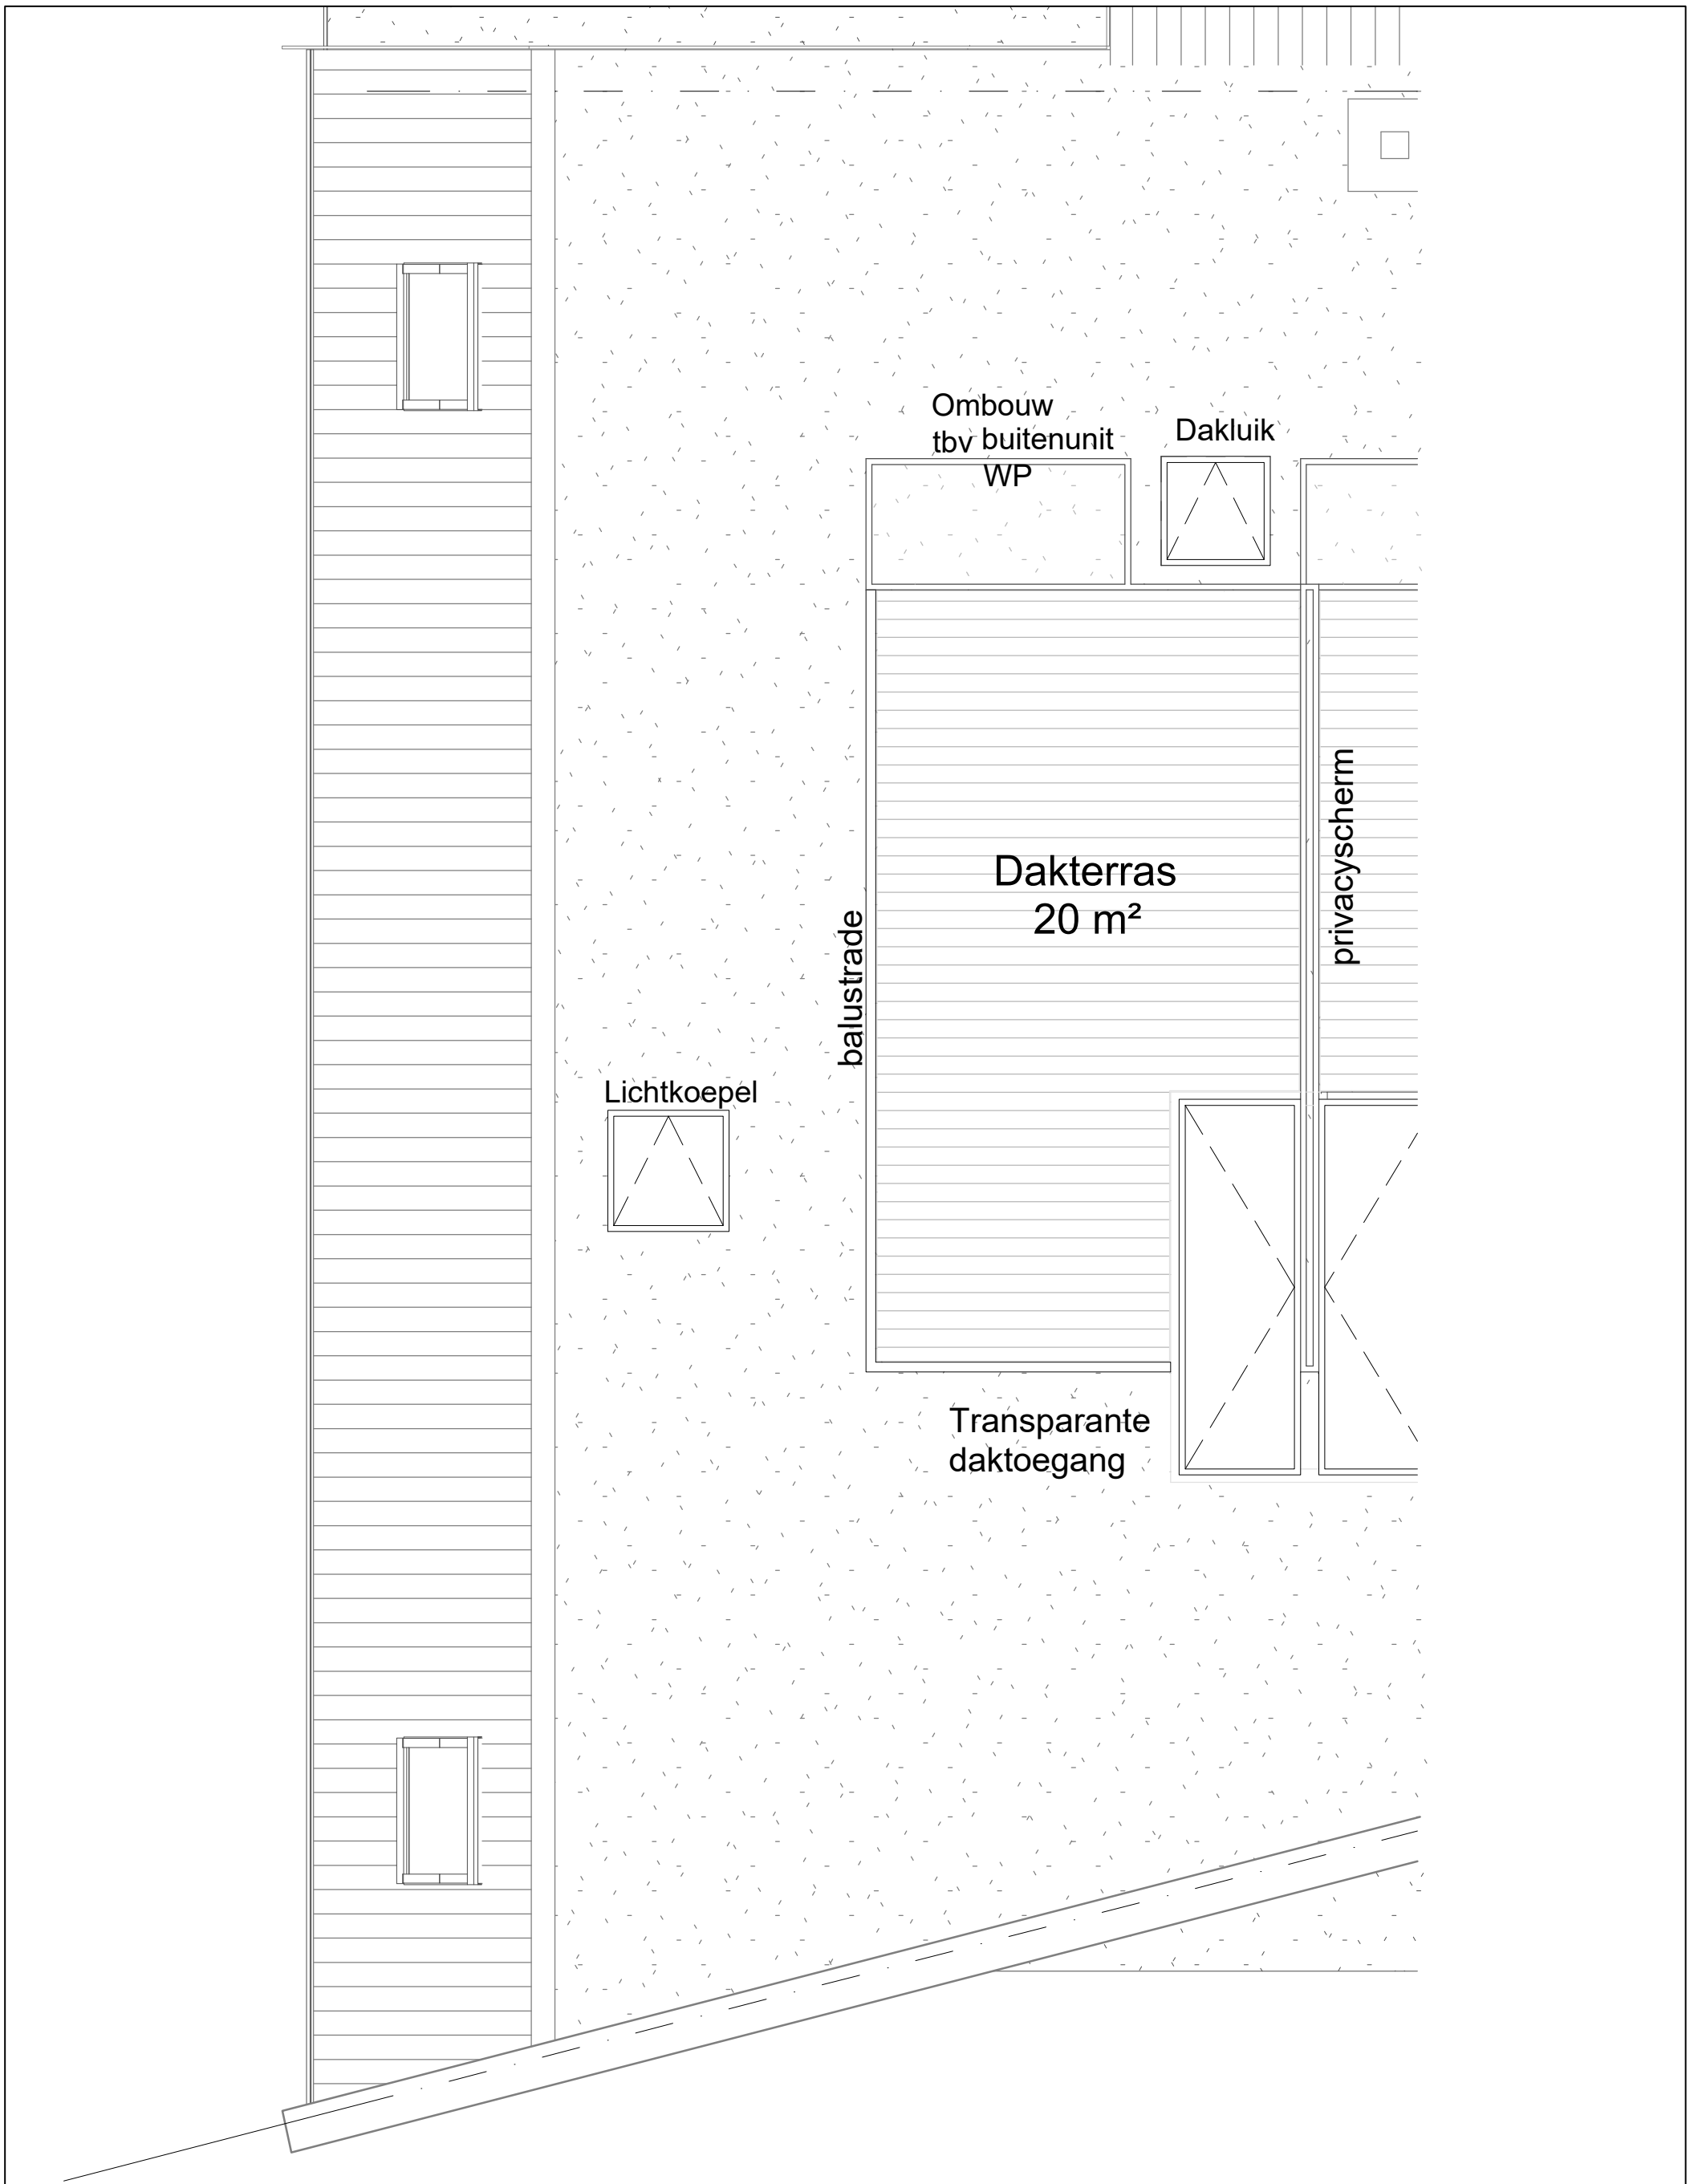 Ombouw
tbv buitenunit
WP
Dakluik
privacyscherm
Dakterras
20 m²
balustrade
Lichtkoepel
Transparante
daktoegang